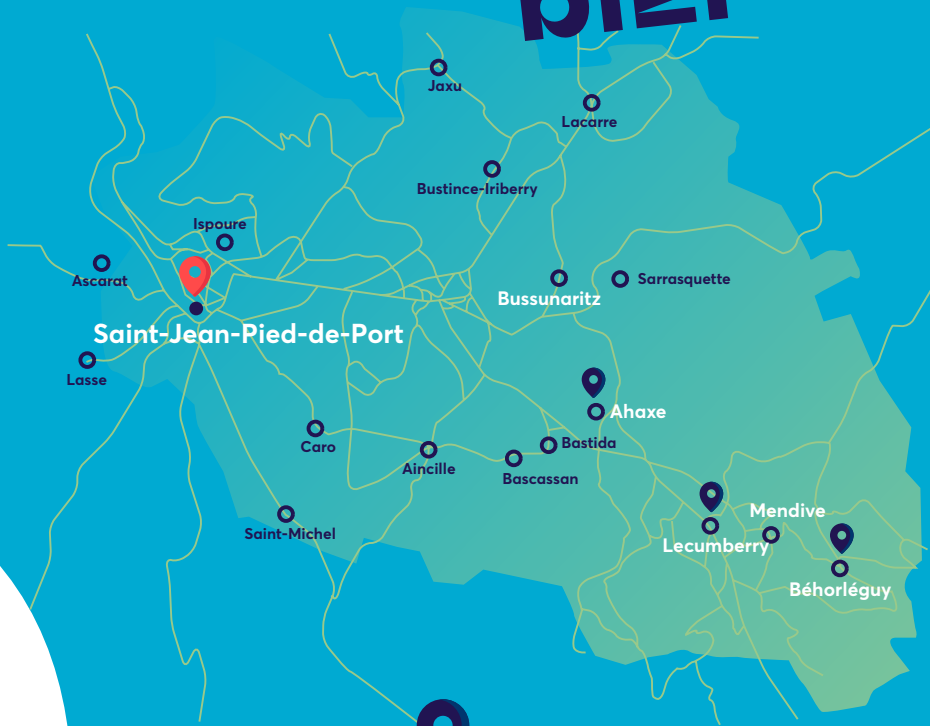 Jaxu
Lacarre
Bustince-Iriberry
Ispoure
Ascarat
Sarrasquette
Bussunaritz
Saint-Jean-Pied-de-Port
Lasse
Ahaxe
Caro
Bastida
Aincille
Bascassan
Mendive
Saint-Michel
Lecumberry
Béhorléguy